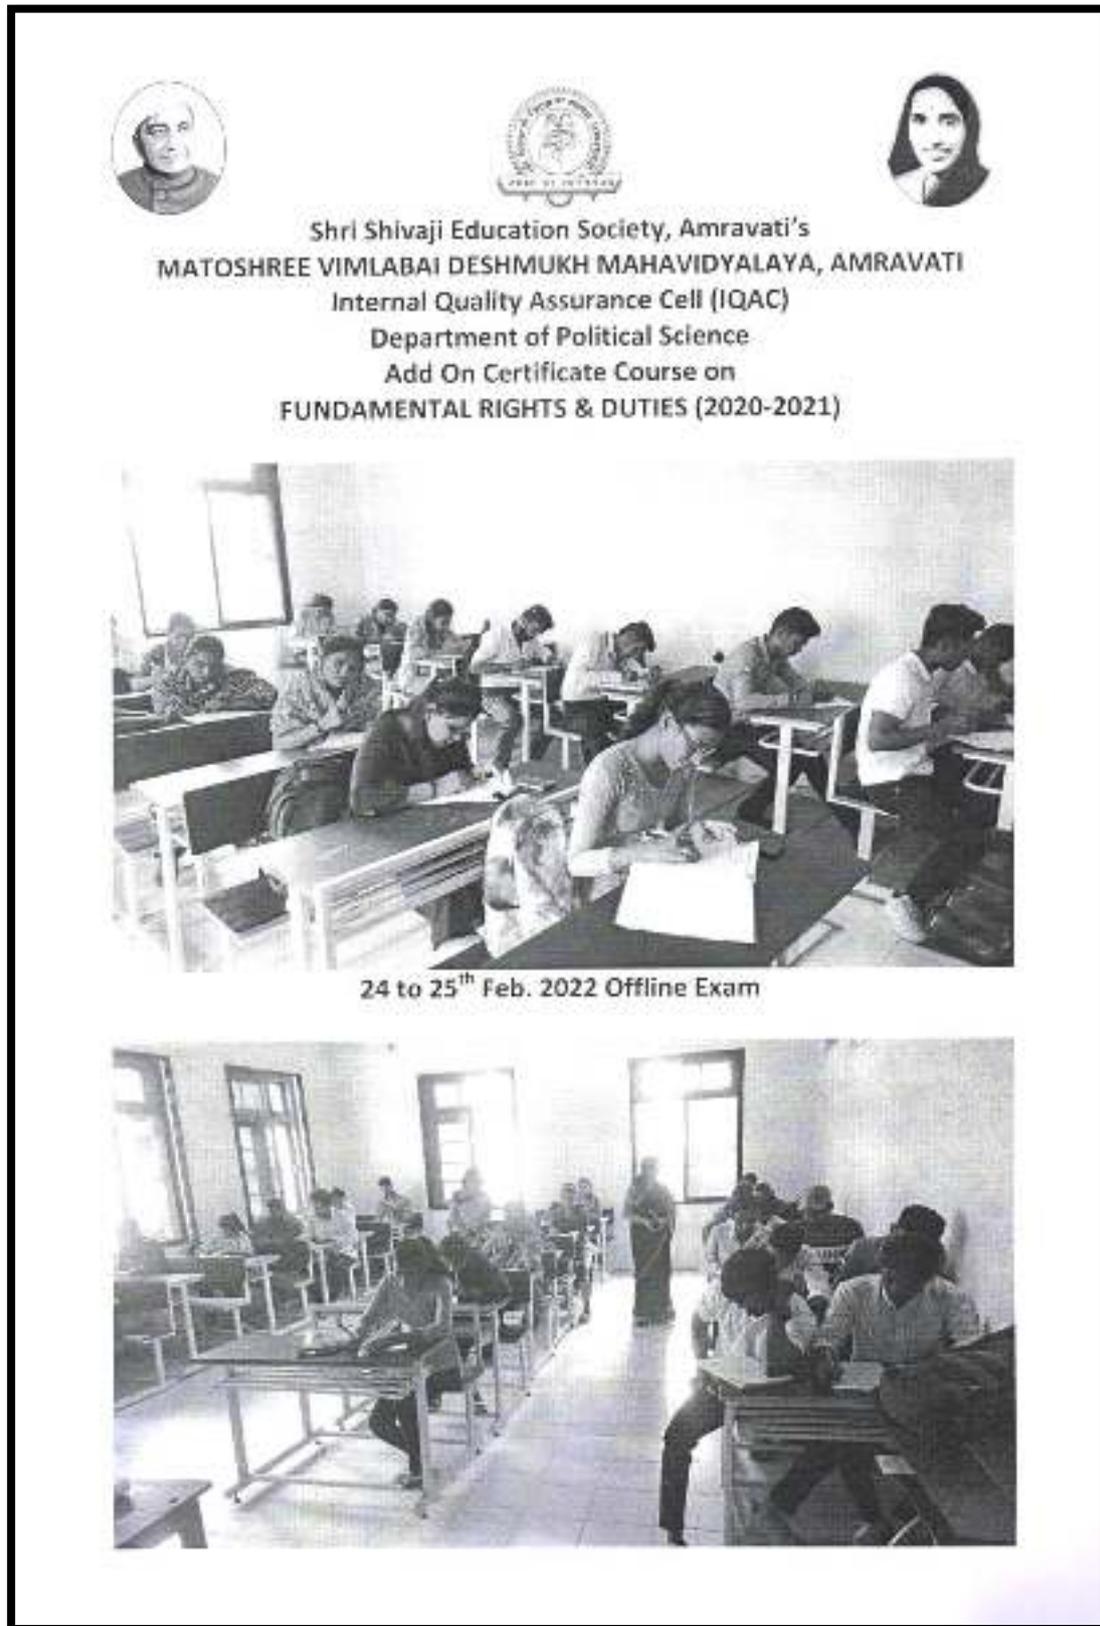 Shri Shivaji Education Society, Amravati's
MATOSHREE VIMLABAI DESHMUKH MAHAVIDYALAYA, AMRAVATI
Internal Quality Assurance Cell (IQAC)
Department of Political Science
Add On Certificate Course on
FUNDAMENTAL RIGHTS & DUTIES (2020-2021)
24 to 25th Feb. 2022 Offline Exam